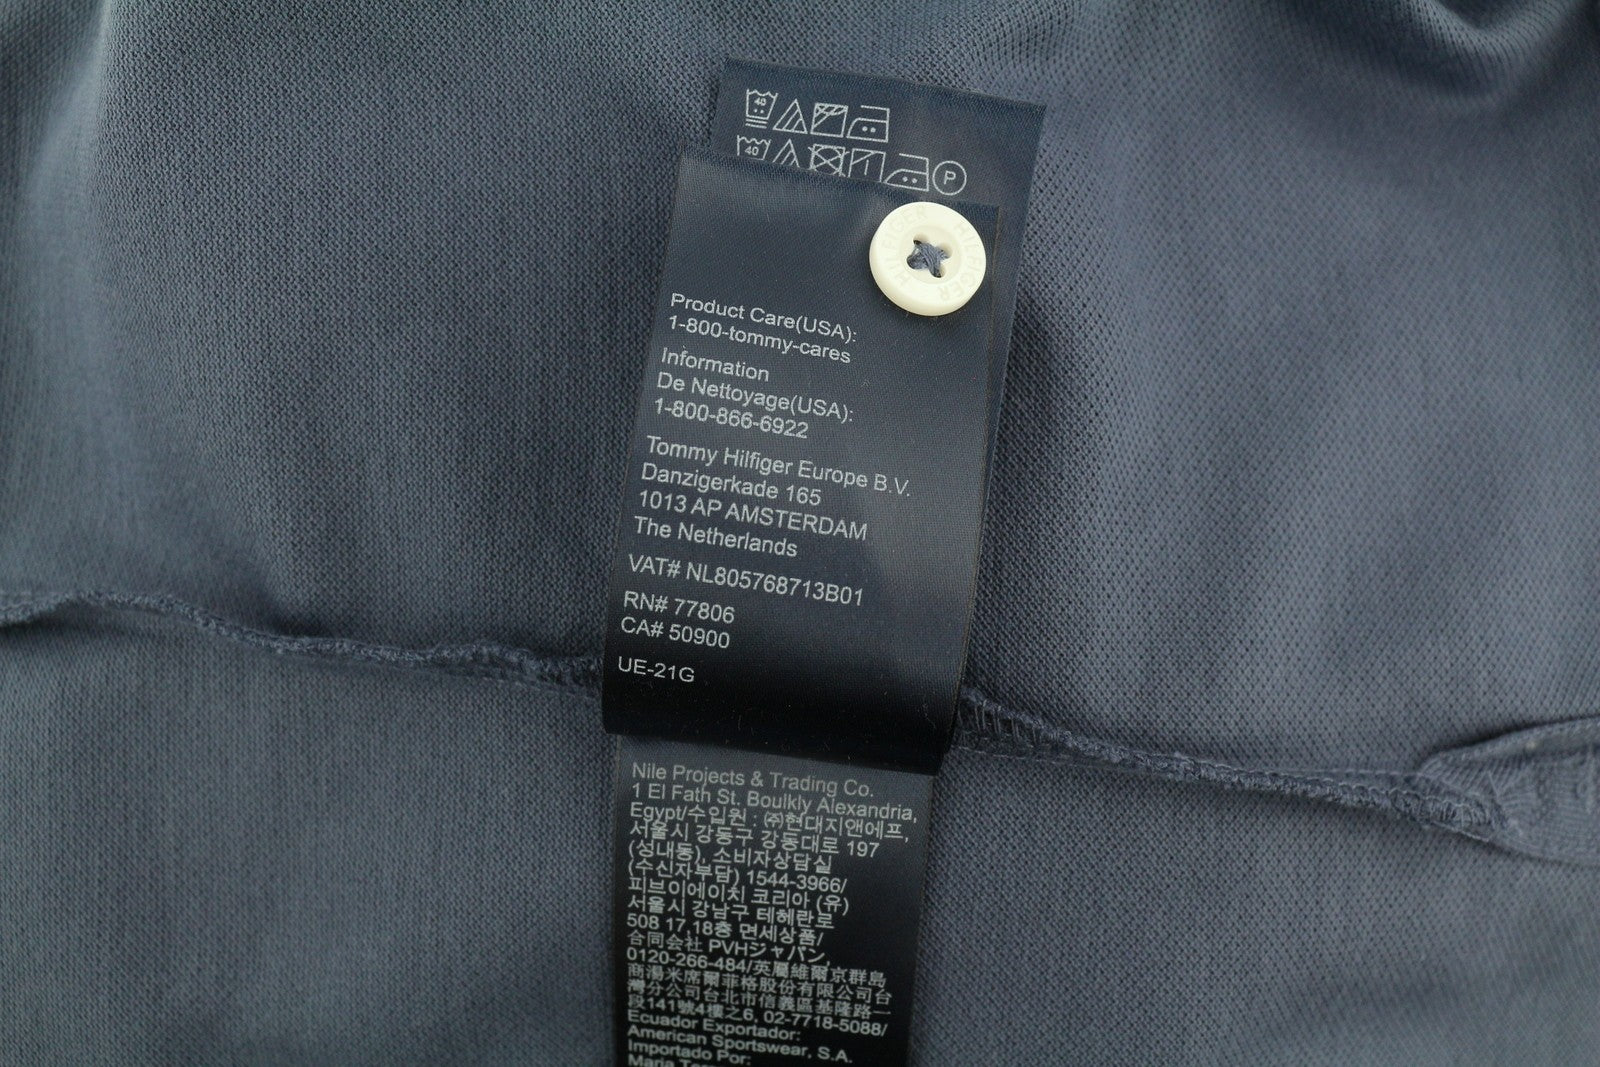 40
40
P
HILFIGER HILFIGER
Product Care(USA):
1-800-tommy-cares
Information
De Nettoyage(USA):
1-800-866-6922
Tommy Hilfiger Europe B.V.
Danzigerkade 165
1013 AP AMSTERDAM
The Netherlands
VAT# NL805768713B01
RN# 77806
CA# 50900
UE-21G
Nile Projects & Trading Co.
1 El Fath St. Boulkly Alexandria,
Egypt/수입원 : ㈜현대지앤에프,
서울시 강동구 강동대로 197
(성내동), 소비자상담실
(수신자부담) 1544-3966/
피브이에이치 코리아 (유)
서울시 강남구 테헤란로
508 17,18층 면세상품/
合同会社 PVHジャパン,
0120-266-484/英屬維爾京群島
商湯米席爾菲格股份有限公司台
灣分公司台北市信義區基隆路一
段141號4樓之6, 02-7718-5088/
Ecuador Exportador:
American Sportswear, S.A.
Importado Por:
Maria